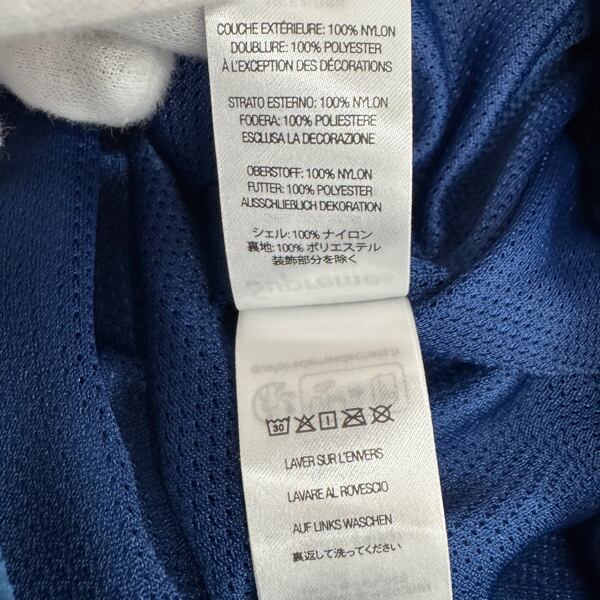 COUCHE EXTÉRIEURE: 100% NYLON
DOUBLURE: 100% POLYESTER
À L'EXCEPTION DES DÉCORATIONS
STRATO ESTERNO: 100% NYLON
FODERA: 100% POLIESTERE
ESCLUSA LA DECORAZIONE
OBERSTOFF: 100% NYLON
FUTTER: 100% POLYESTER
AUSSCHLIEBLICH DEKORATION
シェル: 100% ナイロン
裏地: 100% ポリエステル
装飾部分を除く
Supreme
30
LAVER SUR L'ENVERS
LAVARE AL ROVESCIO
AUF LINKS WASCHEN
裏返して洗ってください